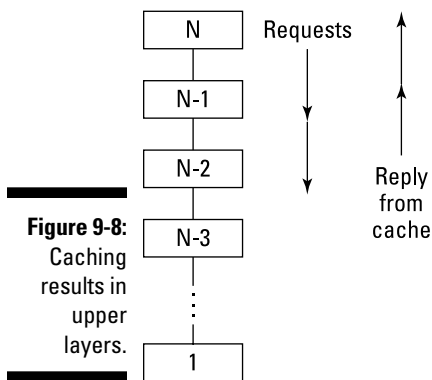 N
Requests
N-1
N-2
Reply
from
cache
Figure 9-8:
Caching
results in
upper
layers.
N-3
1